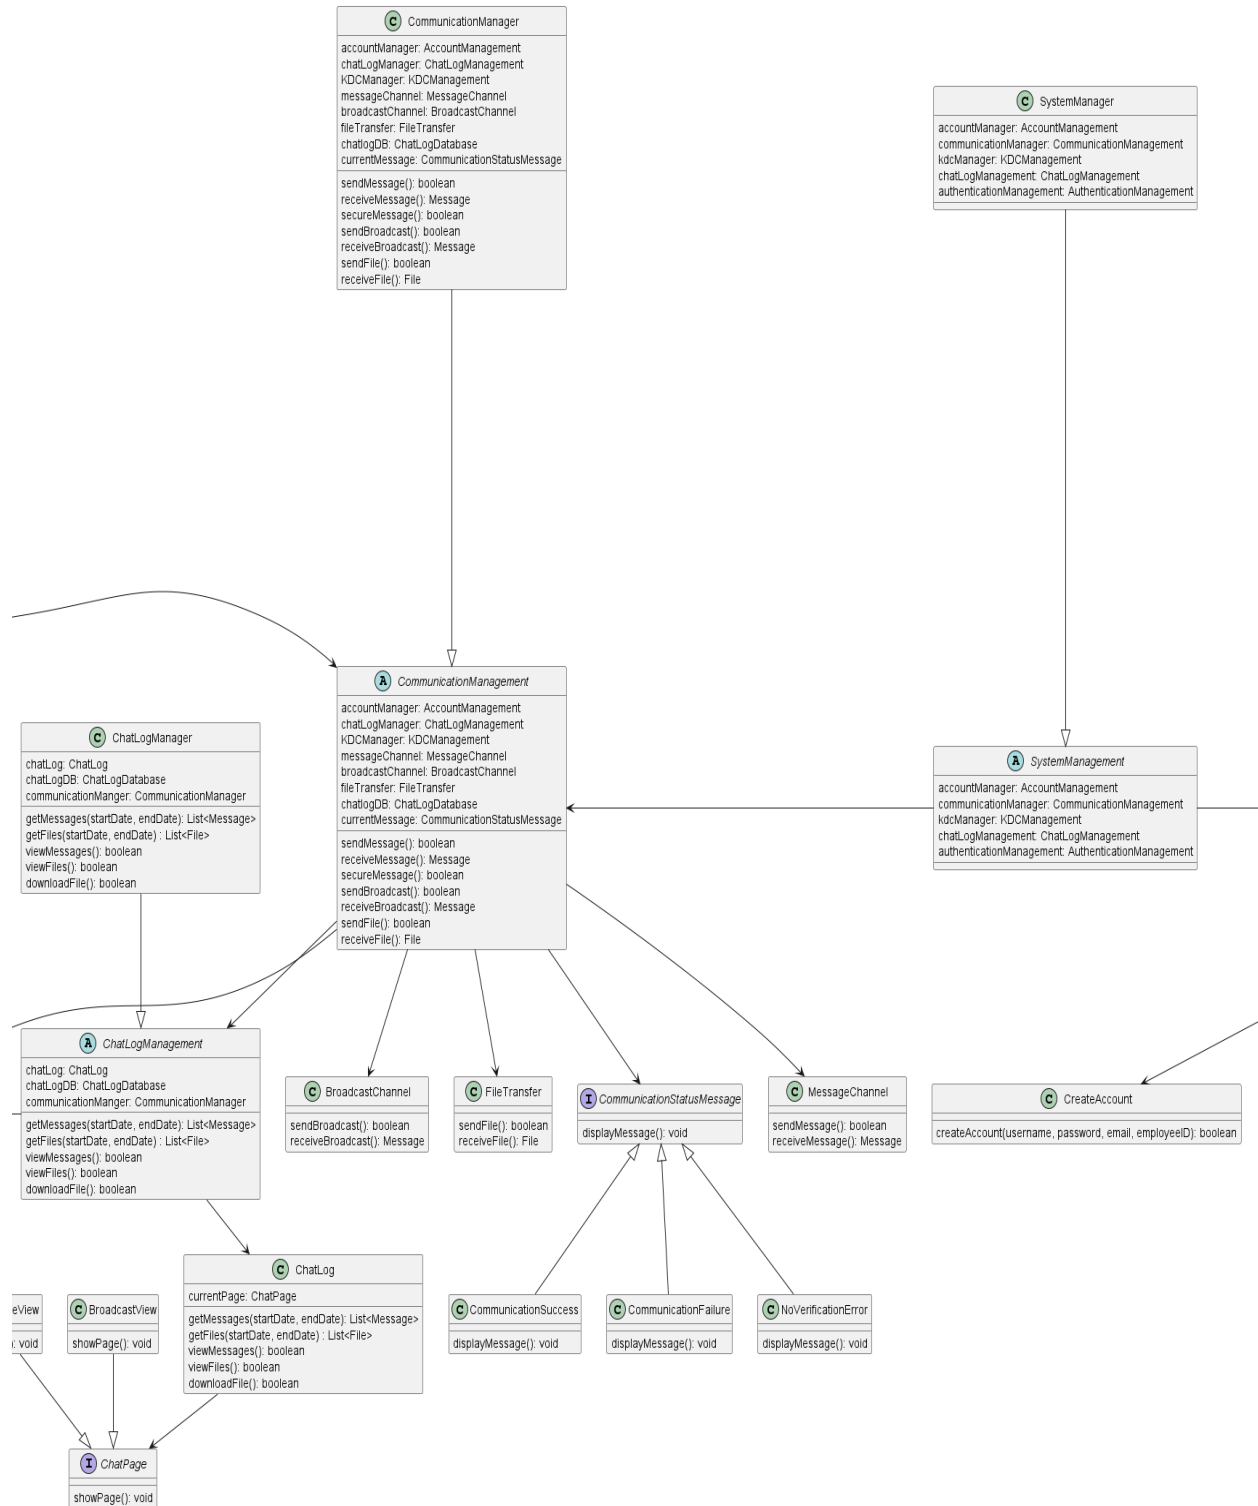 C CommunicationManager
accountManager: AccountManagement
chatLogManager: ChatLogManagement
KDCManager: KDCManagement
messageChannel: MessageChannel
broadcastChannel: BroadcastChannel
fileTransfer: FileTransfer
chatlogDB: ChatLogDatabase
currentMessage: CommunicationStatusMessage
sendMessage(): boolean
receiveMessage(): Message
secureMessage(): boolean
sendBroadcast(): boolean
receiveBroadcast(): Message
sendFile(): boolean
receiveFile(): File
C SystemManager
accountManager: AccountManagement
communicationManager: CommunicationManagement
kdcManager: KDCManagement
chatLogManagement: ChatLogManagement
authenticationManagement: AuthenticationManagement
A CommunicationManagement
accountManager: AccountManagement
chatLogManager: ChatLogManagement
KDCManager: KDCManagement
messageChannel: MessageChannel
broadcastChannel: BroadcastChannel
fileTransfer: FileTransfer
chatlogDB: ChatLogDatabase
currentMessage: CommunicationStatusMessage
sendMessage(): boolean
receiveMessage(): Message
secureMessage(): boolean
sendBroadcast(): boolean
receiveBroadcast(): Message
sendFile(): boolean
receiveFile(): File
C ChatLogManager
chatLog: ChatLog
chatLogDB: ChatLogDatabase
communicationManger: CommunicationManager
getMessages(startDate, endDate): List<Message>
getFiles(startDate, endDate) : List<File>
viewMessages(): boolean
viewFiles(): boolean
downloadFile(): boolean
A SystemManagement
accountManager: AccountManagement
communicationManager: CommunicationManagement
kdcManager: KDCManagement
chatLogManagement: ChatLogManagement
authenticationManagement: AuthenticationManagement
A ChatLogManagement
chatLog: ChatLog
chatLogDB: ChatLogDatabase
communicationManger: CommunicationManager
getMessages(startDate, endDate): List<Message>
getFiles(startDate, endDate) : List<File>
viewMessages(): boolean
viewFiles(): boolean
downloadFile(): boolean
C BroadcastChannel
sendBroadcast(): boolean
receiveBroadcast(): Message
C FileTransfer
sendFile(): boolean
receiveFile(): File
I CommunicationStatusMessage
displayMessage(): void
C MessageChannel
sendMessage(): boolean
receiveMessage(): Message
C CreateAccount
createAccount(username, password, email, employeeID): boolean
eView
): void
C BroadcastView
showPage(): void
C ChatLog
currentPage: ChatPage
getMessages(startDate, endDate): List<Message>
getFiles(startDate, endDate) : List<File>
viewMessages(): boolean
viewFiles(): boolean
downloadFile(): boolean
C CommunicationSuccess
displayMessage(): void
C CommunicationFailure
displayMessage(): void
C NoVerificationError
displayMessage(): void
I ChatPage
showPage(): void